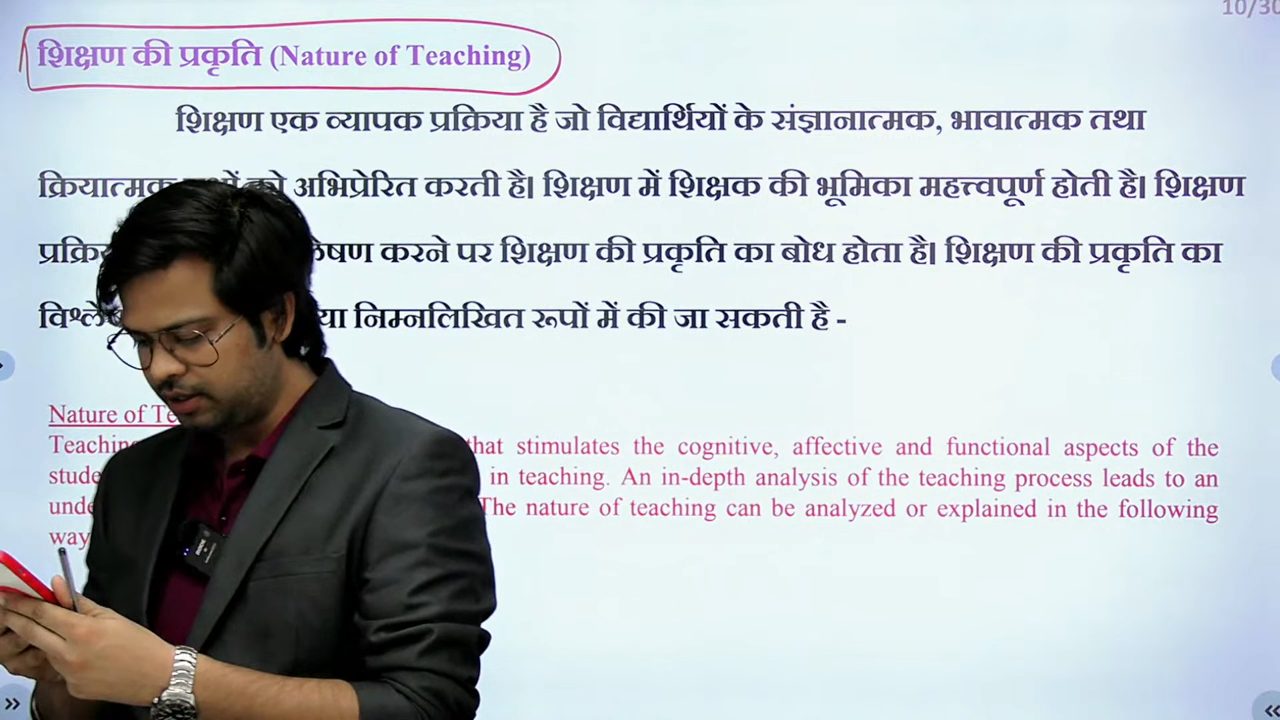 10/30
शिक्षण की प्रकृति (Nature of Teaching)
शिक्षण एक व्यापक प्रक्रिया है जो विद्यार्थियों के संज्ञानात्मक, भावात्मक तथा
क्रियात्मक को अभिप्रेरित करती है। शिक्षण में शिक्षक की भूमिका महत्त्वपूर्ण होती है। शिक्षण
करने पर शिक्षण की प्रकृति का बोध होता है। शिक्षण की प्रकृति का
निम्नलिखित रूपों में की जा सकती है -
Nature of
Teaching that stimulates the cognitive, affective and functional aspects of the
in teaching. An in-depth analysis of the teaching process leads to an
The nature of teaching can be analyzed or explained in the following